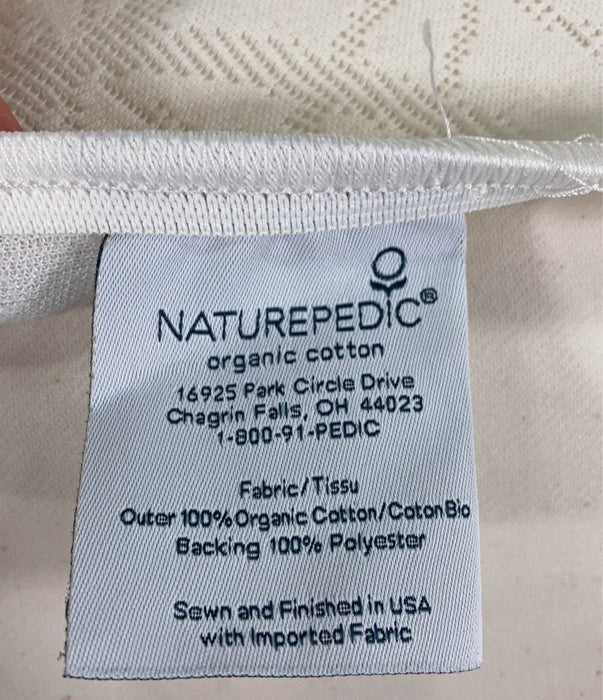 NATUREPEDIC®
organic cotton
16925 Park Circle Drive
Chagrin Falls, OH 44023
1-800-91-PEDIC
Fabric/Tissu
Outer 100% Organic Cotton/Coton Bio
Backing 100% Polyester
Sewn and Finished in USA
with Imported Fabric